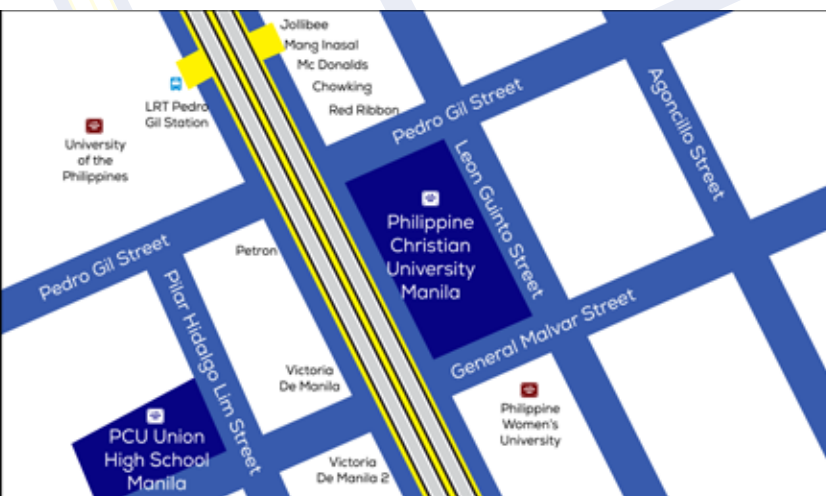 Jollibee
Mang Inasal
Mc Donalds
Chowking
Red Ribbon
LRT Pedro
Gil Station
University
of the
Philippines
Pedro Gil Street
Agoncillo Street
Leon Guinto Street
Philippine
Christian
University
Manila
Pedro Gil Street
Petron
Pilar Hidalgo Lim Street
General Malvar Street
Victoria
De Manila
Philippine
Women's
University
PCU Union
High School
Manila
Victoria
De Manila 2